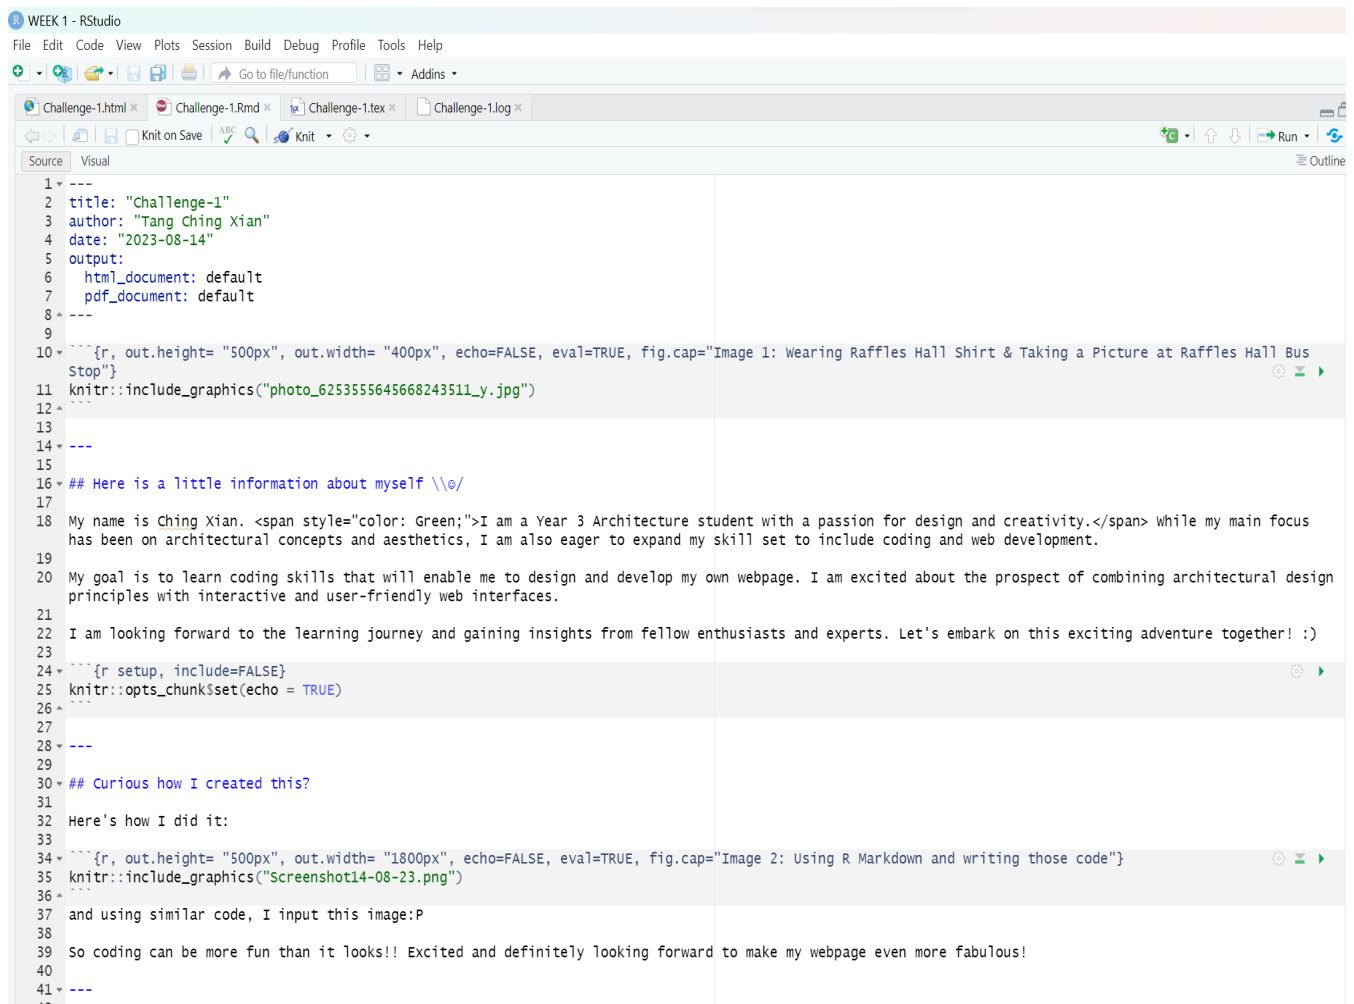 WEEK 1 - RStudio
File Edit Code View Plots Session Build Debug Profile Tools Help
Go to file/function Addins
Challenge-1.html Challenge-1.Rmd Challenge-1.tex Challenge-1.log
Knit on Save ABC Knit Run
Source Visual Outline
1 ---
2 title: "Challenge-1"
3 author: "Tang Ching Xian"
4 date: "2023-08-14"
5 output:
6   html_document: default
7   pdf_document: default
8 ---
9
10 ```{r, out.height= "500px", out.width= "400px", echo=FALSE, eval=TRUE, fig.cap="Image 1: Wearing Raffles Hall Shirt & Taking a Picture at Raffles Hall Bus
Stop"}
11 knitr::include_graphics("photo_6253555645668243511_y.jpg")
12 ```
13
14 ---
15
16 ## Here is a little information about myself \\☺/
17
18 My name is Ching Xian. <span style="color: Green;">I am a Year 3 Architecture student with a passion for design and creativity.</span> While my main focus
has been on architectural concepts and aesthetics, I am also eager to expand my skill set to include coding and web development.
19
20 My goal is to learn coding skills that will enable me to design and develop my own webpage. I am excited about the prospect of combining architectural design
principles with interactive and user-friendly web interfaces.
21
22 I am looking forward to the learning journey and gaining insights from fellow enthusiasts and experts. Let's embark on this exciting adventure together! :)
23
24 ```{r setup, include=FALSE}
25 knitr::opts_chunk$set(echo = TRUE)
26 ```
27
28 ---
29
30 ## Curious how I created this?
31
32 Here's how I did it:
33
34 ```{r, out.height= "500px", out.width= "1800px", echo=FALSE, eval=TRUE, fig.cap="Image 2: Using R Markdown and writing those code"}
35 knitr::include_graphics("Screenshot14-08-23.png")
36 ```
37 and using similar code, I input this image:P
38
39 So coding can be more fun than it looks!! Excited and definitely looking forward to make my webpage even more fabulous!
40
41 ---